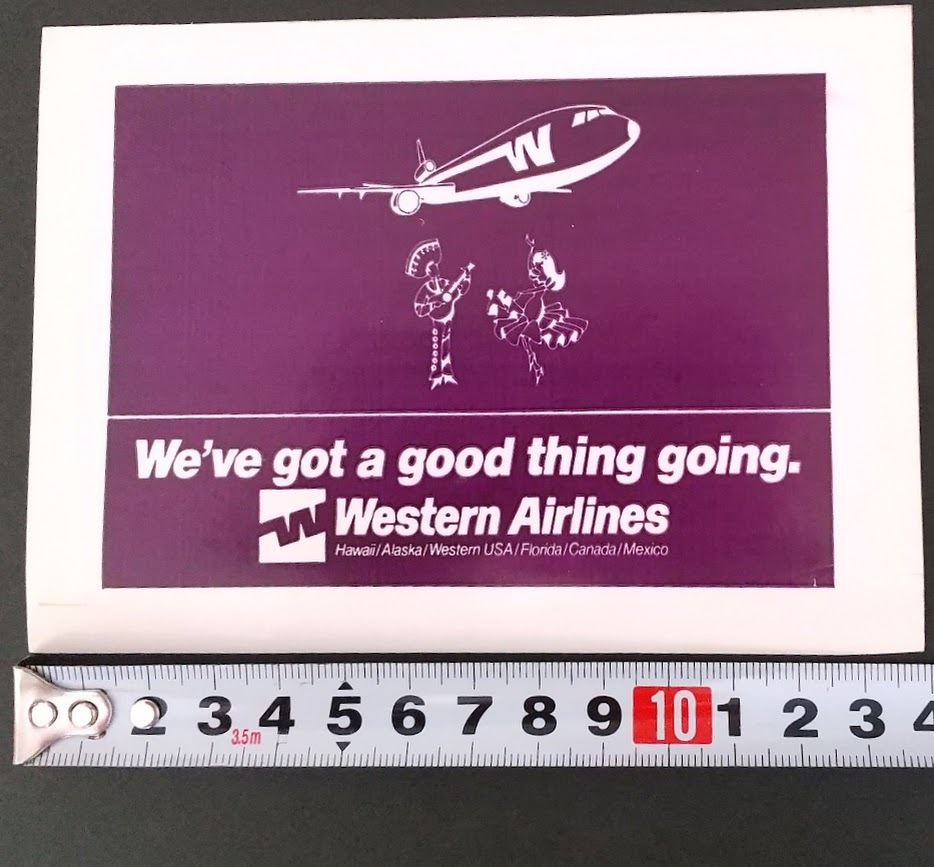 W
We've got a good thing going.
W Western Airlines
Hawaii/Alaska/Western USA/Florida/Canada/Mexico
2 3 4 5 6 7 8 9 10 1 2 3 4
3.5m